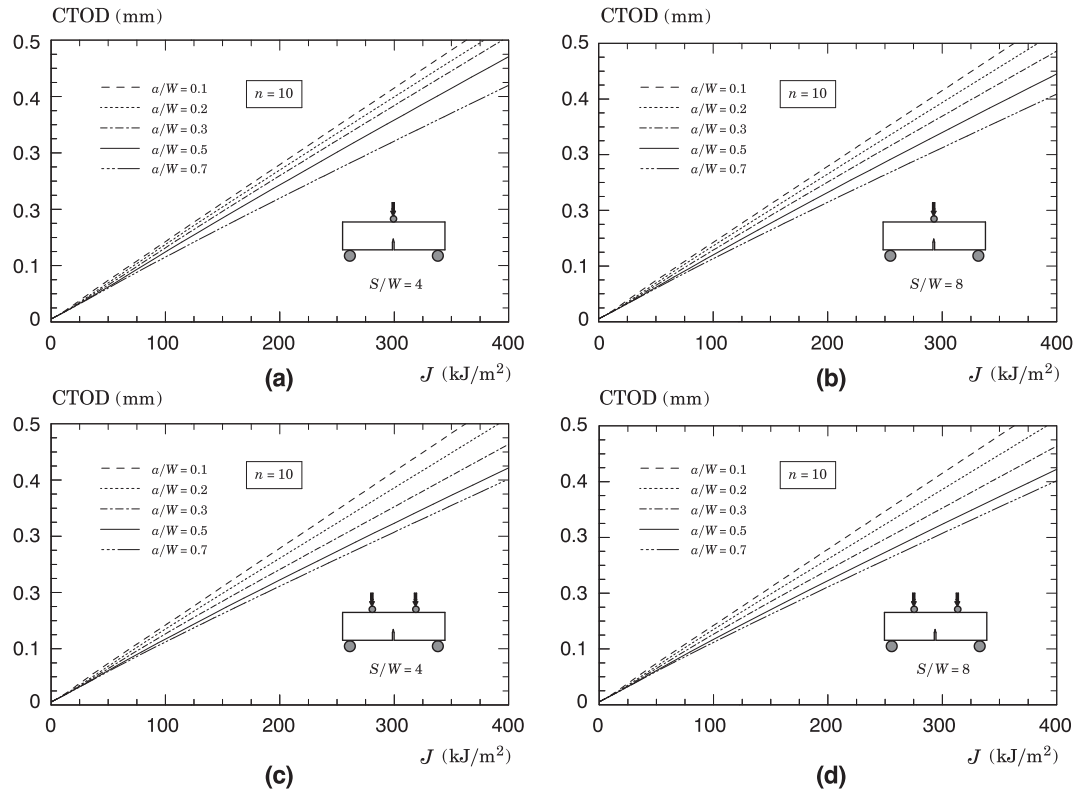 CTOD (mm)
0.5
0.4
0.3
0.3
0.1
0
a/W = 0.1
a/W = 0.2
a/W = 0.3
a/W = 0.5
a/W = 0.7
n = 10
S/W = 4
0 100 200 300 400
(a)
J (kJ/m²)
CTOD (mm)
0.5
0.4
0.3
0.3
0.1
0
a/W = 0.1
a/W = 0.2
a/W = 0.3
a/W = 0.5
a/W = 0.7
n = 10
S/W = 8
0 100 200 300 400
(b)
J (kJ/m²)
CTOD (mm)
0.5
0.4
0.3
0.3
0.1
0
a/W = 0.1
a/W = 0.2
a/W = 0.3
a/W = 0.5
a/W = 0.7
n = 10
S/W = 4
0 100 200 300 400
(c)
J (kJ/m²)
CTOD (mm)
0.5
0.4
0.3
0.3
0.1
0
a/W = 0.1
a/W = 0.2
a/W = 0.3
a/W = 0.5
a/W = 0.7
n = 10
S/W = 8
0 100 200 300 400
(d)
J (kJ/m²)